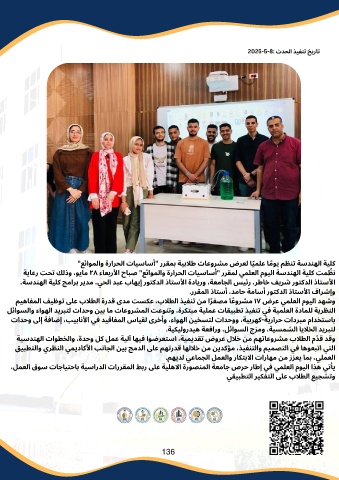 تاريخ تنفيذ الحدث :8-5-2025
كلية الهندسة تنظم يومًا علميًا لعرض مشروعات طلابية بمقرر "أساسيات الحرارة والموائع"
نظّمت كلية الهندسة اليوم العلمي لمقرر "أساسيات الحرارة والموائع" صباح الأربعاء ٢٨ مايو، وذلك تحت رعاية
الأستاذ الدكتور شريف خاطر، رئيس الجامعة، وريادة الأستاذ الدكتور إيهاب عبد الحي، مدير برامج كلية الهندسة،
وبإشراف الأستاذ الدكتور أسامة حامد، أستاذ المقرر.
وشهد اليوم العلمي عرض ١٧ مشروعًا مصغرًا من تنفيذ الطلاب، عكست مدى قدرة الطلاب على توظيف المفاهيم
النظرية للمادة العلمية في تنفيذ تطبيقات عملية مبتكرة. وتنوعت المشروعات ما بين وحدات لتبريد الهواء والسوائل
باستخدام مبردات حرارية-كهربية، ووحدات لتسخين الهواء، وأخرى لقياس المفاقيد في الأنابيب، إضافة إلى وحدات
لتبريد الخلايا الشمسية، ومزج السوائل، ورافعة هيدروليكية.
وقد قدّم الطلاب مشروعاتهم من خلال عروض تقديمية، استعرضوا فيها آلية عمل كل وحدة، والخطوات الهندسية
التي اتبعوها في التصميم والتنفيذ، مؤكدين من خلالها قدرتهم على الدمج بين الجانب الأكاديمي النظري والتطبيق
العملي، بما يعزز من مهارات الابتكار والعمل الجماعي لديهم.
يأتي هذا اليوم العلمي في إطار حرص جامعة المنصورة الاهلية على ربط المقررات الدراسية باحتياجات سوق العمل،
وتشجيع الطلاب على التفكير التطبيقي
136